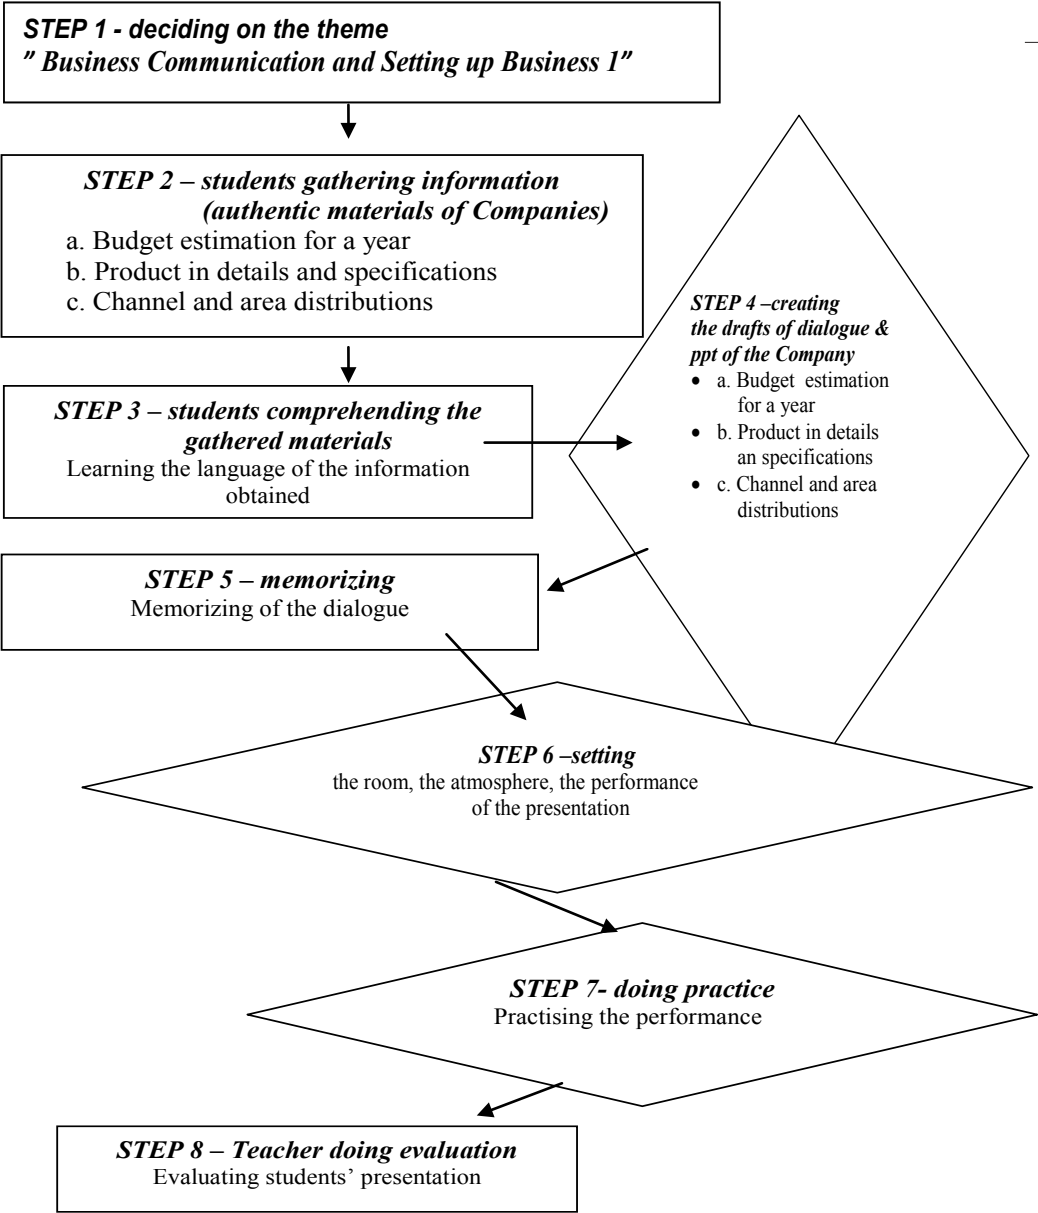 STEP 1 - deciding on the theme
” Business Communication and Setting up Business 1”
STEP 2 – students gathering information
(authentic materials of Companies)
a. Budget estimation for a year
b. Product in details and specifications
c. Channel and area distributions
STEP 3 – students comprehending the
gathered materials
Learning the language of the information
obtained
STEP 4 –creating
the drafts of dialogue &
ppt of the Company
• a. Budget estimation
for a year
• b. Product in details
an specifications
• c. Channel and area
distributions
STEP 5 – memorizing
Memorizing of the dialogue
STEP 6 –setting
the room, the atmosphere, the performance
of the presentation
STEP 7- doing practice
Practising the performance
STEP 8 – Teacher doing evaluation
Evaluating students’ presentation